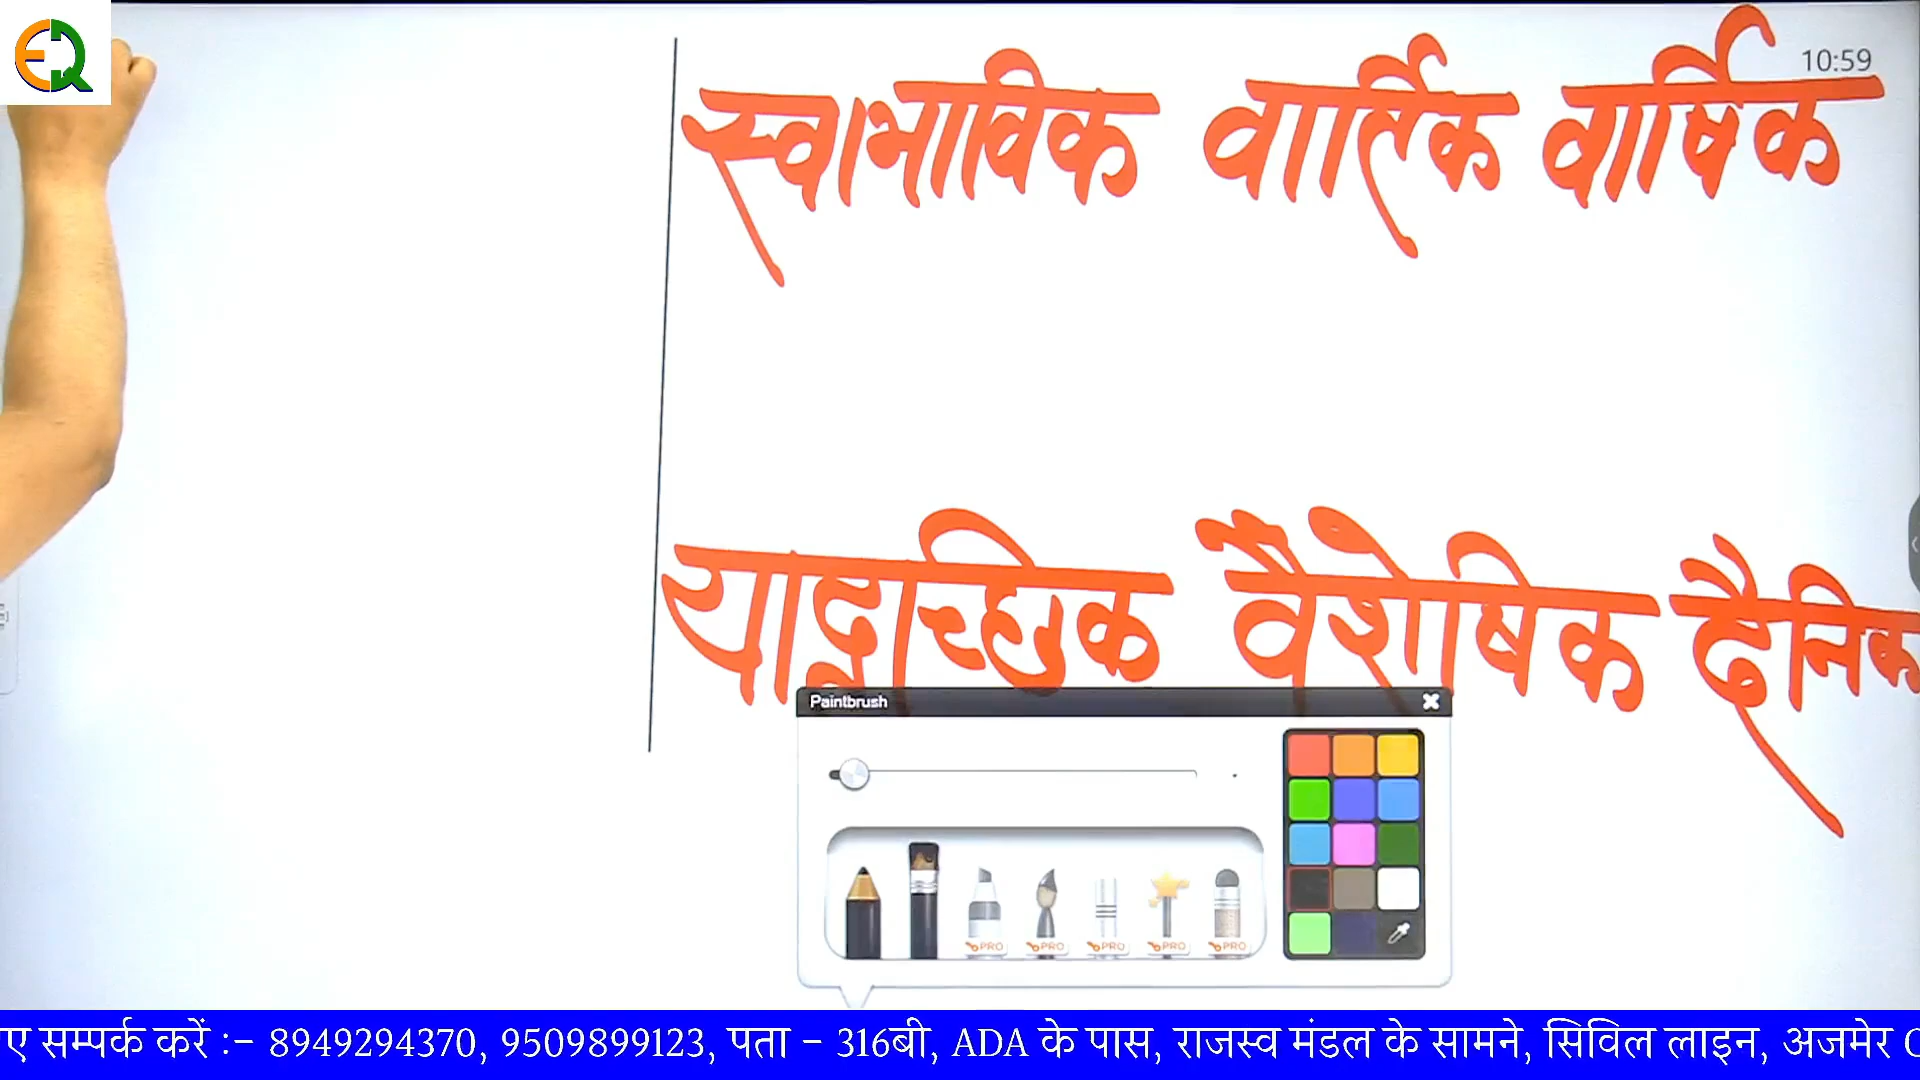 EQ
10:59
स्वाभाविक वार्तिक वार्षिक
वैशेषिक दैनिक
Paintbrush
PRO PRO PRO PRO PRO
ए सम्पर्क करें :- 8949294370, 9509899123, पता - 316बी, ADA के पास, राजस्व मंडल के सामने, सिविल लाइन, अजमेर